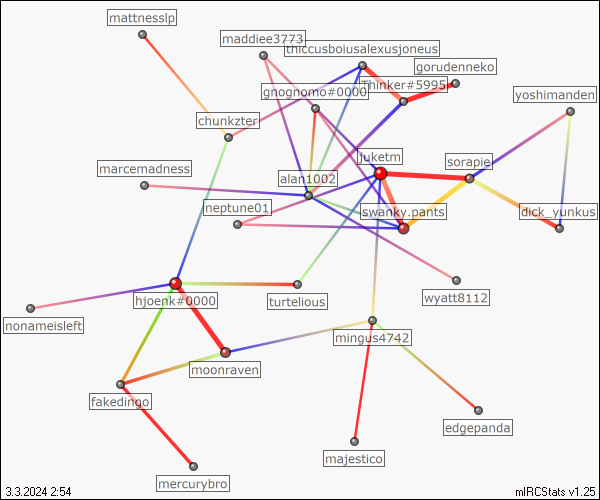 mattnesslp
maddiee3773
thiccusboiusalexusjoneus
gorudenneko
gnognomo#0000
Thinker#5995
yoshimanden
chunkzter
juketm
sorapie
marcemadness
alan1002
neptune01
swanky.pants
dick_yunkus
hjoenk#0000
turtelious
wyatt8112
nonameisleft
mingus4742
moonraven
fakedingo
edgepanda
majestico
mercurybro
3.3.2024 2:54
mIRCStats v1.25